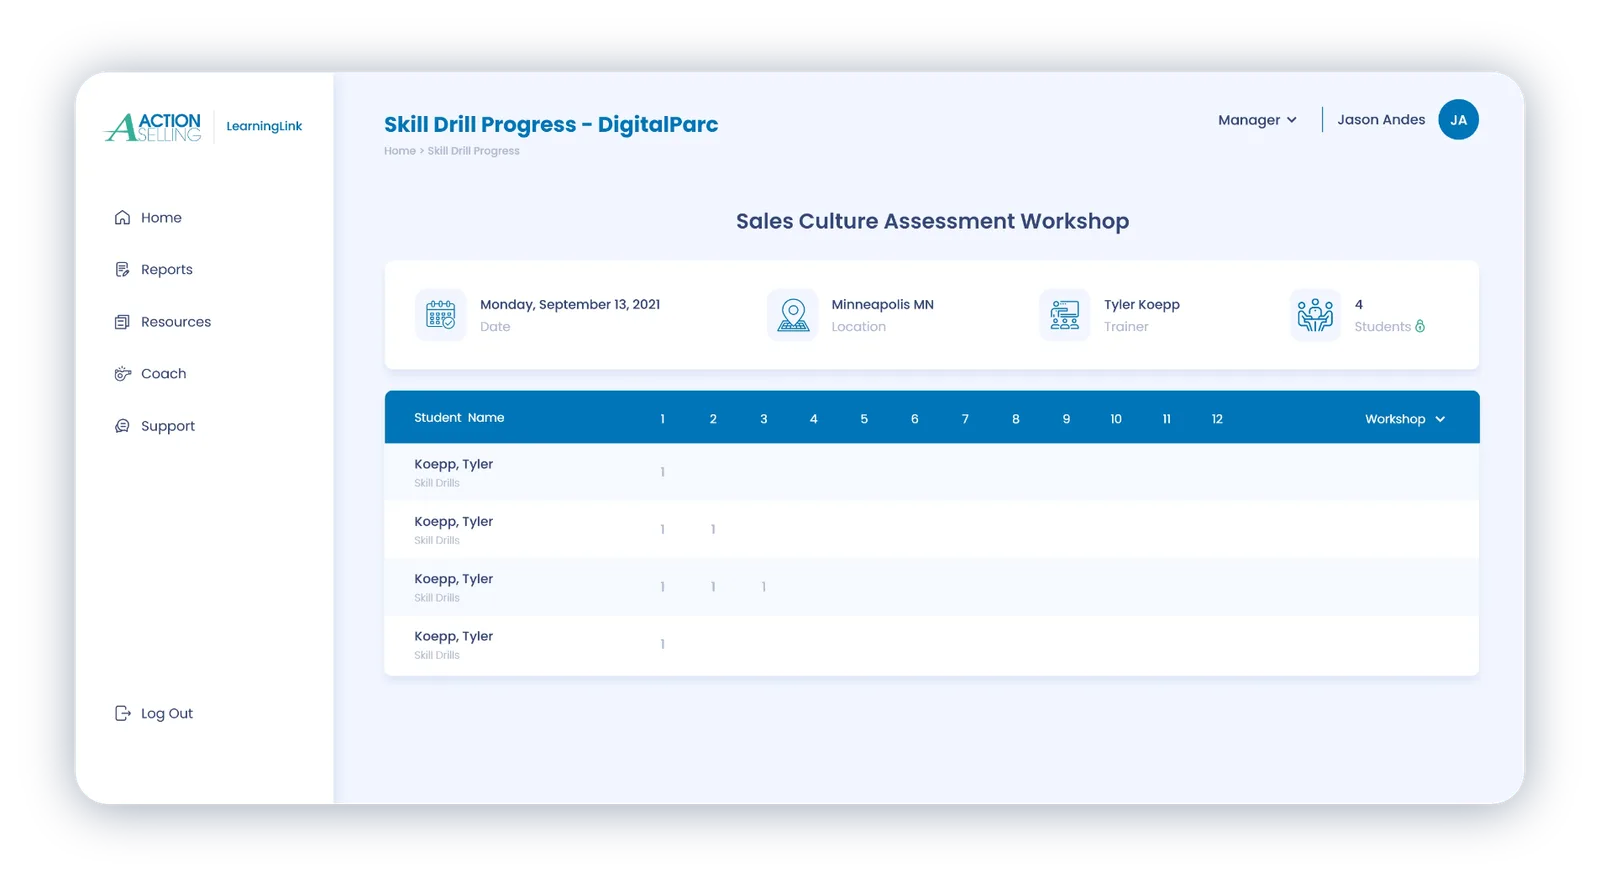 ACTION
SELLING
LearningLink
Home
Reports
Resources
Coach
Support
Log Out
Skill Drill Progress - DigitalParc
Home > Skill Drill Progress
Manager
Jason Andes
JA
Sales Culture Assessment Workshop
Monday, September 13, 2021
Date
Minneapolis MN
Location
Tyler Koepp
Trainer
4
Students
Student Name 1 2 3 4 5 6 7 8 9 10 11 12 Workshop
Koepp, Tyler 1
Skill Drills
Koepp, Tyler 1 1
Skill Drills
Koepp, Tyler 1 1 1
Skill Drills
Koepp, Tyler 1
Skill Drills